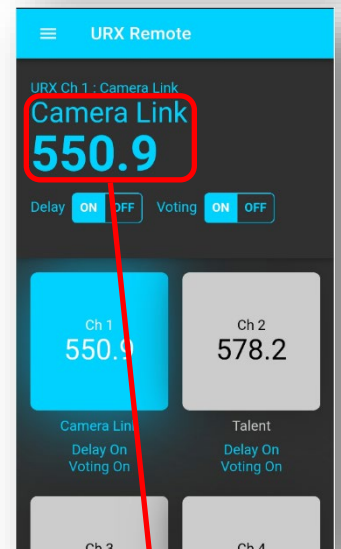 URX Remote
URX Ch 1 : Camera Link
Camera Link
550.9
Delay ON OFF Voting ON OFF
Ch 1
550.9
Ch 2
578.2
Camera Link
Delay On
Voting On
Talent
Delay On
Voting On
Ch 3
Ch 4